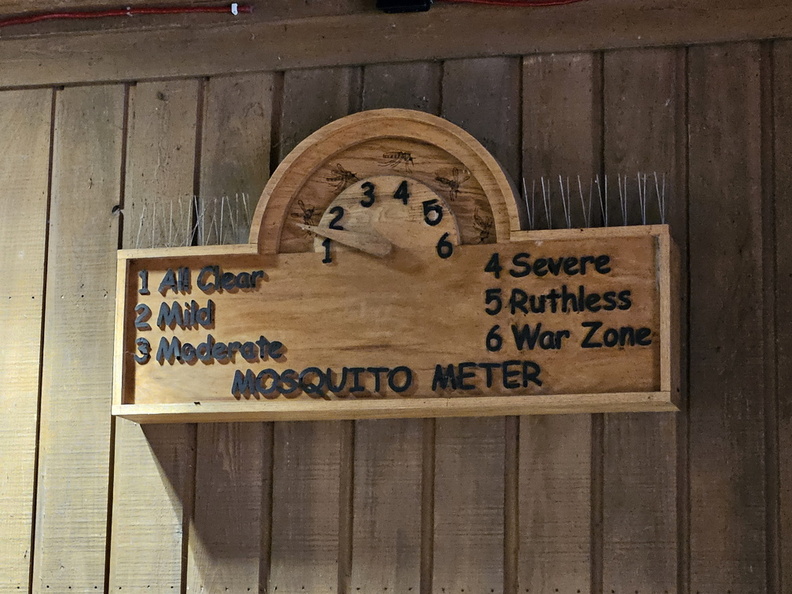 1 2 3 4 5 6
1 All Clear
2 Mild
3 Moderate
4 Severe
5 Ruthless
6 War Zone
MOSQUITO METER